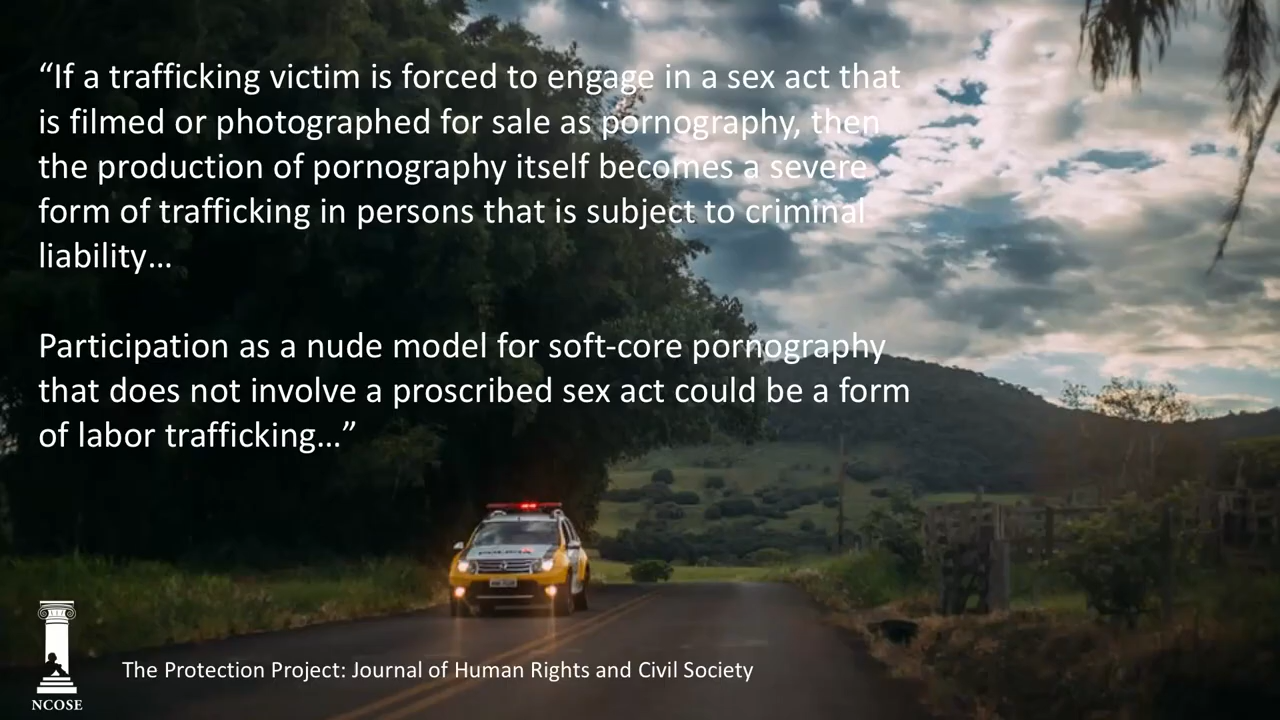 “If a trafficking victim is forced to engage in a sex act that
is filmed or photographed for sale as pornography, then
the production of pornography itself becomes a severe
form of trafficking in persons that is subject to criminal
liability…
Participation as a nude model for soft-core pornography
that does not involve a proscribed sex act could be a form
of labor trafficking…”
POLICIA
The Protection Project: Journal of Human Rights and Civil Society
NCOSE